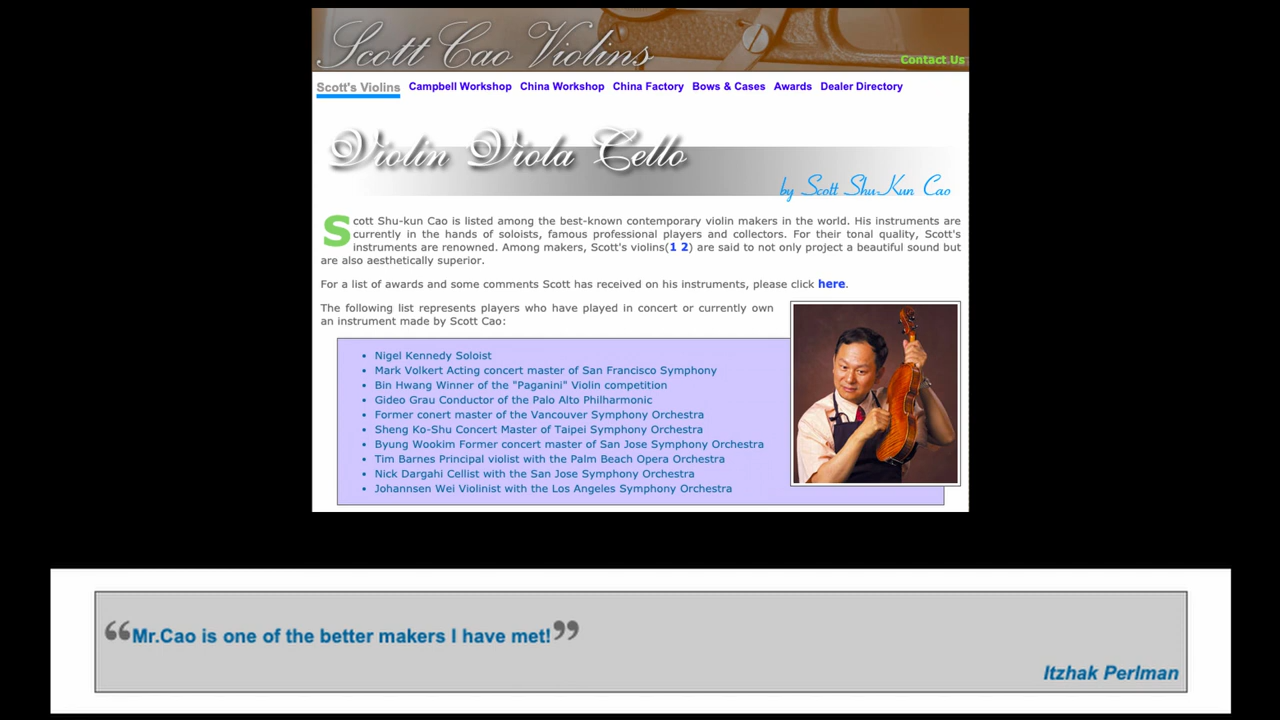 Scott Cao Violins
Contact Us
Scott's Violins Campbell Workshop China Workshop China Factory Bows & Cases Awards Dealer Directory
Violin Viola Cello
by Scott Shu-Kun Cao
Scott Shu-kun Cao is listed among the best-known contemporary violin makers in the world. His instruments are
currently in the hands of soloists, famous professional players and collectors. For their tonal quality, Scott's
instruments are renowned. Among makers, Scott's violins(1 2) are said to not only project a beautiful sound but
are also aesthetically superior.
For a list of awards and some comments Scott has received on his instruments, please click here.
The following list represents players who have played in concert or currently own
an instrument made by Scott Cao:
• Nigel Kennedy Soloist
• Mark Volkert Acting concert master of San Francisco Symphony
• Bin Hwang Winner of the "Paganini" Violin competition
• Gideo Grau Conductor of the Palo Alto Philharmonic
• Former conert master of the Vancouver Symphony Orchestra
• Sheng Ko-Shu Concert Master of Taipei Symphony Orchestra
• Byung Wookim Former concert master of San Jose Symphony Orchestra
• Tim Barnes Principal violist with the Palm Beach Opera Orchestra
• Nick Dargahi Cellist with the San Jose Symphony Orchestra
• Johannsen Wei Violinist with the Los Angeles Symphony Orchestra
“Mr.Cao is one of the better makers I have met!”
Itzhak Perlman